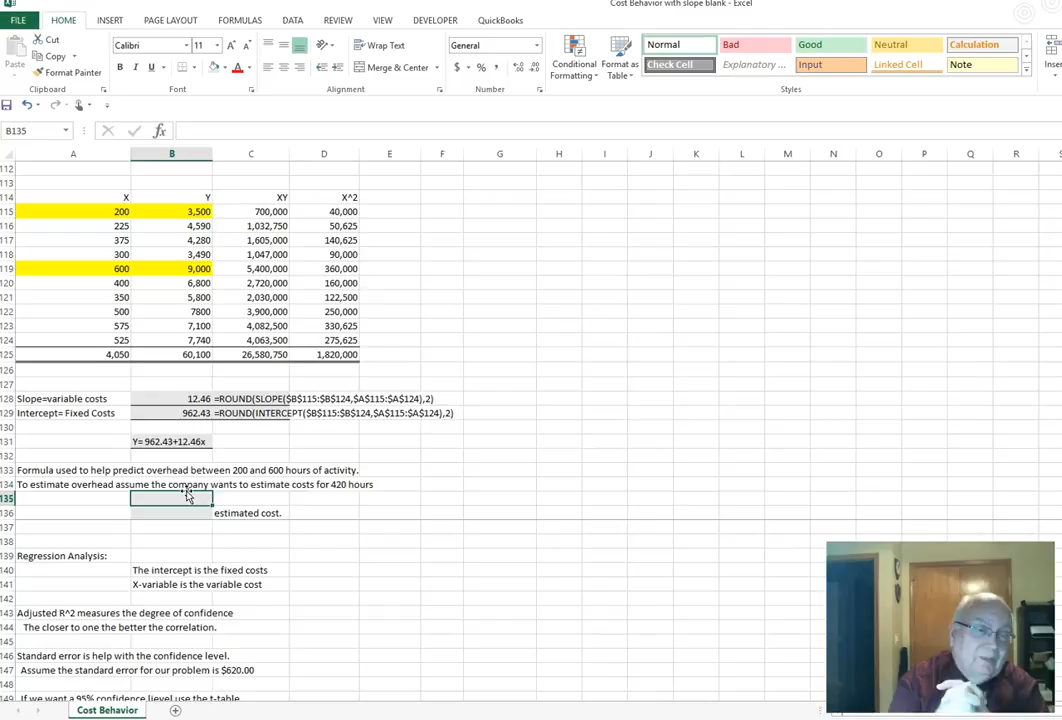 Cost Behavior with slope blank - Excel
FILE HOME INSERT PAGE LAYOUT FORMULAS DATA REVIEW VIEW DEVELOPER QuickBooks
Cut
Copy
Format Painter
Paste
Clipboard
Calibri 11
B I U
Font
Wrap Text
Merge & Center
Alignment
General
$ % ,
Number
Conditional Formatting
Format as Table
Normal Bad Good Neutral Calculation
Check Cell Explanatory ... Input Linked Cell Note
Styles
Inser
B135 fx
A B C D E F G H I J K L M N O P Q R S
112
113
114 X Y XY X^2
115 200 3,500 700,000 40,000
116 225 4,590 1,032,750 50,625
117 375 4,280 1,605,000 140,625
118 300 3,490 1,047,000 90,000
119 600 9,000 5,400,000 360,000
120 400 6,800 2,720,000 160,000
121 350 5,800 2,030,000 122,500
122 500 7800 3,900,000 250,000
123 575 7,100 4,082,500 330,625
124 525 7,740 4,063,500 275,625
125 4,050 60,100 26,580,750 1,820,000
126
127
128 Slope=variable costs 12.46 =ROUND(SLOPE($B$115:$B$124,$A$115:$A$124),2)
129 Intercept= Fixed Costs 962.43 =ROUND(INTERCEPT($B$115:$B$124,$A$115:$A$124),2)
130
131 Y= 962.43+12.46x
132
133 Formula used to help predict overhead between 200 and 600 hours of activity.
134 To estimate overhead assume the company wants to estimate costs for 420 hours
135
136 estimated cost.
137
138
139 Regression Analysis:
140 The intercept is the fixed costs
141 X-variable is the variable cost
142
143 Adjusted R^2 measures the degree of confidence
144 The closer to one the better the correlation.
145
146 Standard error is help with the confidence level.
147 Assume the standard error for our problem is $620.00
148
149 If we want a 95% confidence lievel use the t-table
Cost Behavior